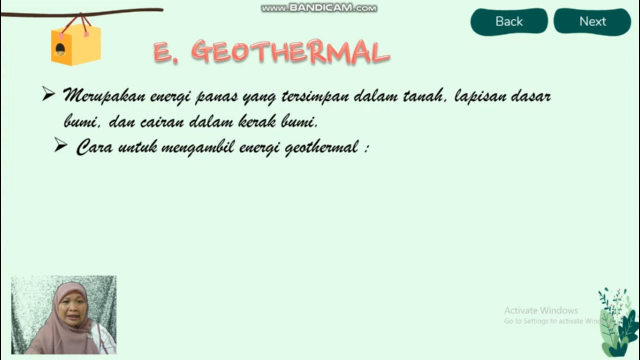 www.BANDICAM.com
Back
Next
E. GEOTHERMAL
Merupakan energi panas yang tersimpan dalam tanah, lapisan dasar
bumi, dan cairan dalam kerak bumi.
Cara untuk mengambil energi geothermal :
Activate Windows
Go to Settings to activate